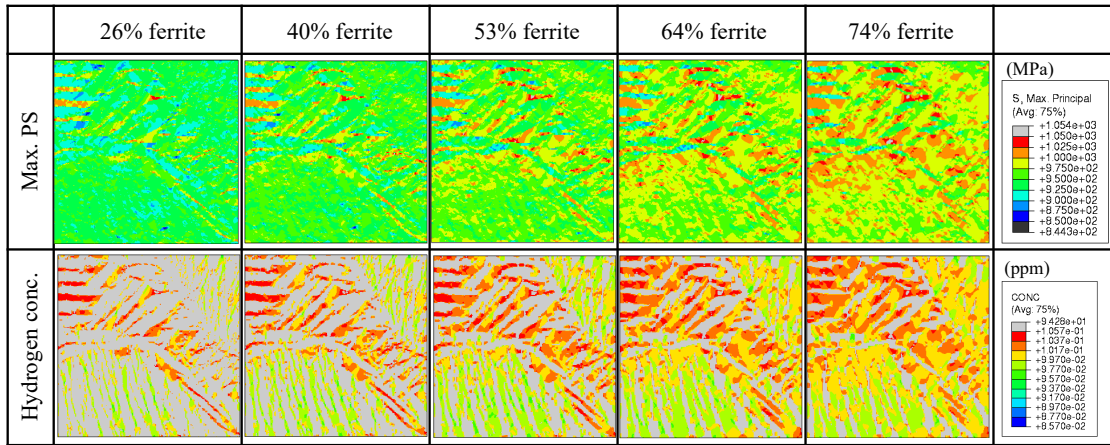 26% ferrite
40% ferrite
53% ferrite
64% ferrite
74% ferrite
Max. PS
(MPa)
S, Max. Principal
(Avg: 75%)
+1.054e+03
+1.050e+03
+1.025e+03
+1.000e+03
+9.750e+02
+9.500e+02
+9.250e+02
+9.000e+02
+8.750e+02
+8.500e+02
+8.443e+02
Hydrogen conc.
(ppm)
CONC
(Avg: 75%)
+9.428e+01
+1.057e-01
+1.037e-01
+1.017e-01
+9.970e-02
+9.770e-02
+9.570e-02
+9.370e-02
+9.170e-02
+8.970e-02
+8.770e-02
+8.570e-02